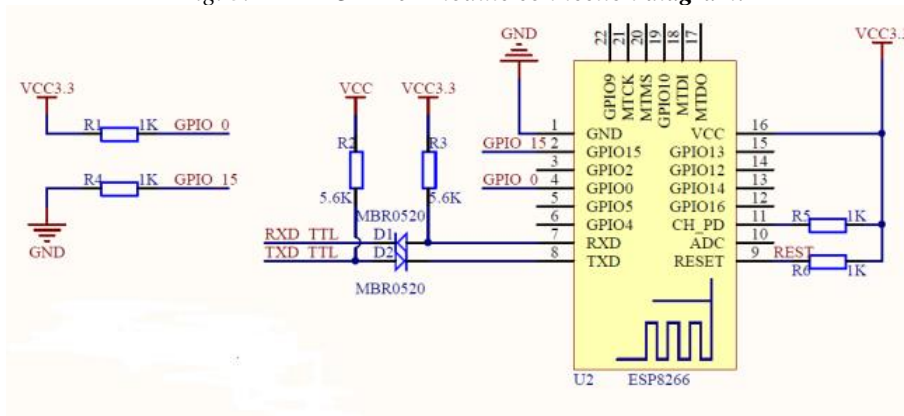 GND
VCC3.3
VCC3.3
VCC
VCC3.3
R1
1K
GPIO_0
R4
1K
GPIO_15
GND
R2
5.6K
R3
5.6K
MBR0520
RXD_TTL
D1
TXD_TTL
D2
MBR0520
GPIO_15
GPIO_0
22
21
20
19
18
17
GPIO9
MTCK
MTMS
GPIO10
MTDI
MTDO
1 GND
2 GPIO15
3 GPIO2
4 GPIO0
5 GPIO5
6 GPIO4
7 RXD
8 TXD
VCC 16
GPIO13 15
GPIO12 14
GPIO14 13
GPIO16 12
CH_PD 11
ADC 10
RESET 9
R5
1K
REST
R6
1K
U2
ESP8266